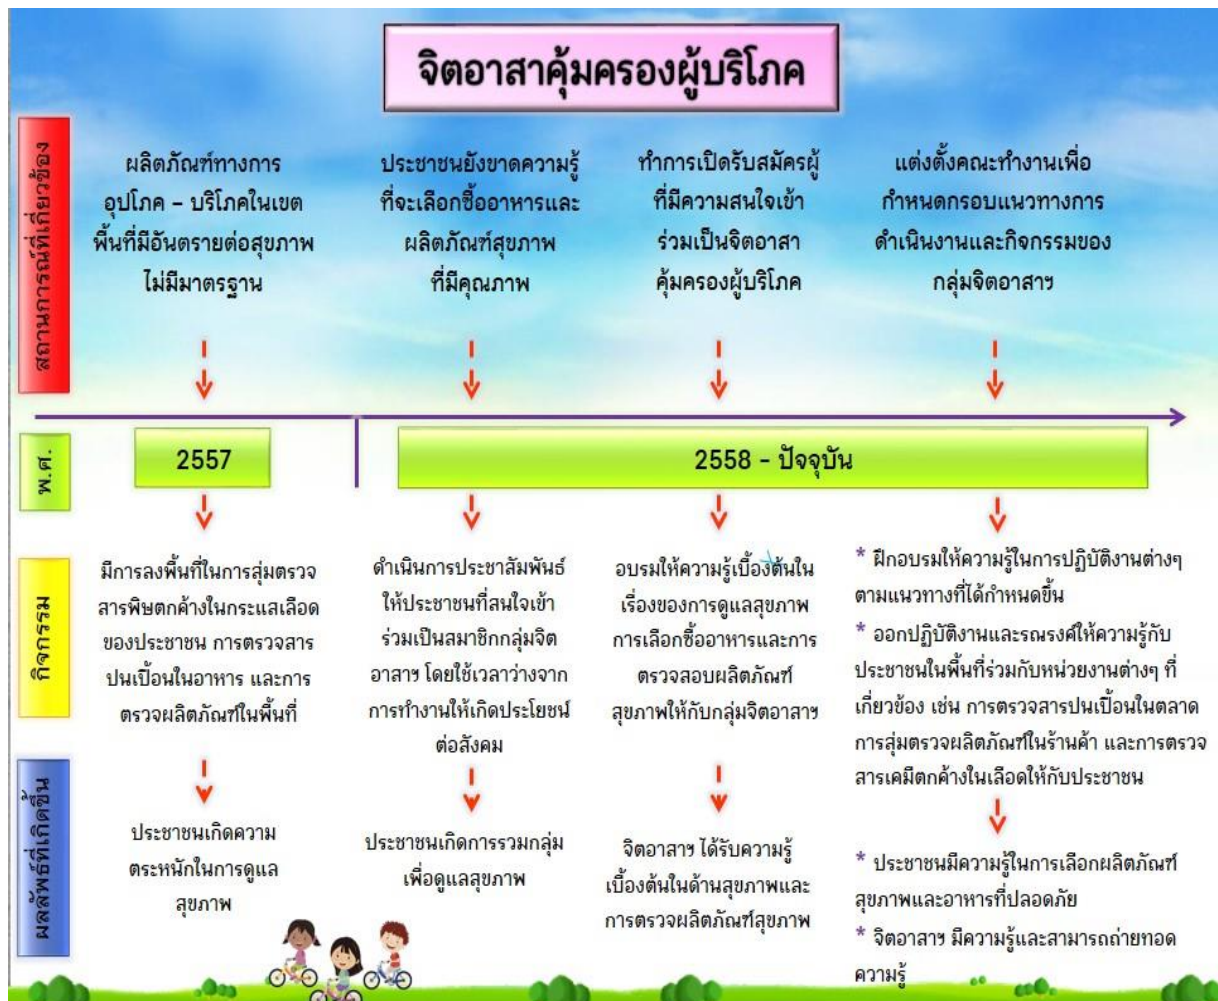 จิตอาสาคุ้มครองผู้บริโภค
สถานการณ์ที่เกี่ยวข้อง
ผลิตภัณฑ์ทางการ
อุปโภค – บริโภคในเขต
พื้นที่มีอันตรายต่อสุขภาพ
ไม่มีมาตรฐาน
ประชาชนยังขาดความรู้
ที่จะเลือกซื้ออาหารและ
ผลิตภัณฑ์สุขภาพ
ที่มีคุณภาพ
ทำการเปิดรับสมัครผู้
ที่มีความสนใจเข้า
ร่วมเป็นจิตอาสา
คุ้มครองผู้บริโภค
แต่งตั้งคณะทำงานเพื่อ
กำหนดกรอบแนวทางการ
ดำเนินงานและกิจกรรมของ
กลุ่มจิตอาสาฯ
พ.ศ.
2557
2558 - ปัจจุบัน
กิจกรรม
มีการลงพื้นที่ในการสุ่มตรวจ
สารพิษตกค้างในกระแสเลือด
ของประชาชน การตรวจสาร
ปนเปื้อนในอาหาร และการ
ตรวจผลิตภัณฑ์ในพื้นที่
ดำเนินการประชาสัมพันธ์
ให้ประชาชนที่สนใจเข้า
ร่วมเป็นสมาชิกกลุ่มจิต
อาสาฯ โดยใช้เวลาว่างจาก
การทำงานให้เกิดประโยชน์
ต่อสังคม
อบรมให้ความรู้เบื้องต้นใน
เรื่องของการดูแลสุขภาพ
การเลือกซื้ออาหารและการ
ตรวจสอบผลิตภัณฑ์
สุขภาพให้กับกลุ่มจิตอาสาฯ
* ฝึกอบรมให้ความรู้ในการปฏิบัติงานต่างๆ
ตามแนวทางที่ได้กำหนดขึ้น
* ออกปฏิบัติงานและรณรงค์ให้ความรู้กับ
ประชาชนในพื้นที่ร่วมกับหน่วยงานต่างๆ ที่
เกี่ยวข้อง เช่น การตรวจสารปนเปื้อนในตลาด
การสุ่มตรวจผลิตภัณฑ์ในร้านค้า และการตรวจ
สารเคมีตกค้างในเลือดให้กับประชาชน
ผลลัพธ์ที่เกิดขึ้น
ประชาชนเกิดความ
ตระหนักในการดูแล
สุขภาพ
ประชาชนเกิดการรวมกลุ่ม
เพื่อดูแลสุขภาพ
จิตอาสาฯ ได้รับความรู้
เบื้องต้นในด้านสุขภาพและ
การตรวจผลิตภัณฑ์สุขภาพ
* ประชาชนมีความรู้ในการเลือกผลิตภัณฑ์
สุขภาพและอาหารที่ปลอดภัย
* จิตอาสาฯ มีความรู้และสามารถถ่ายทอด
ความรู้